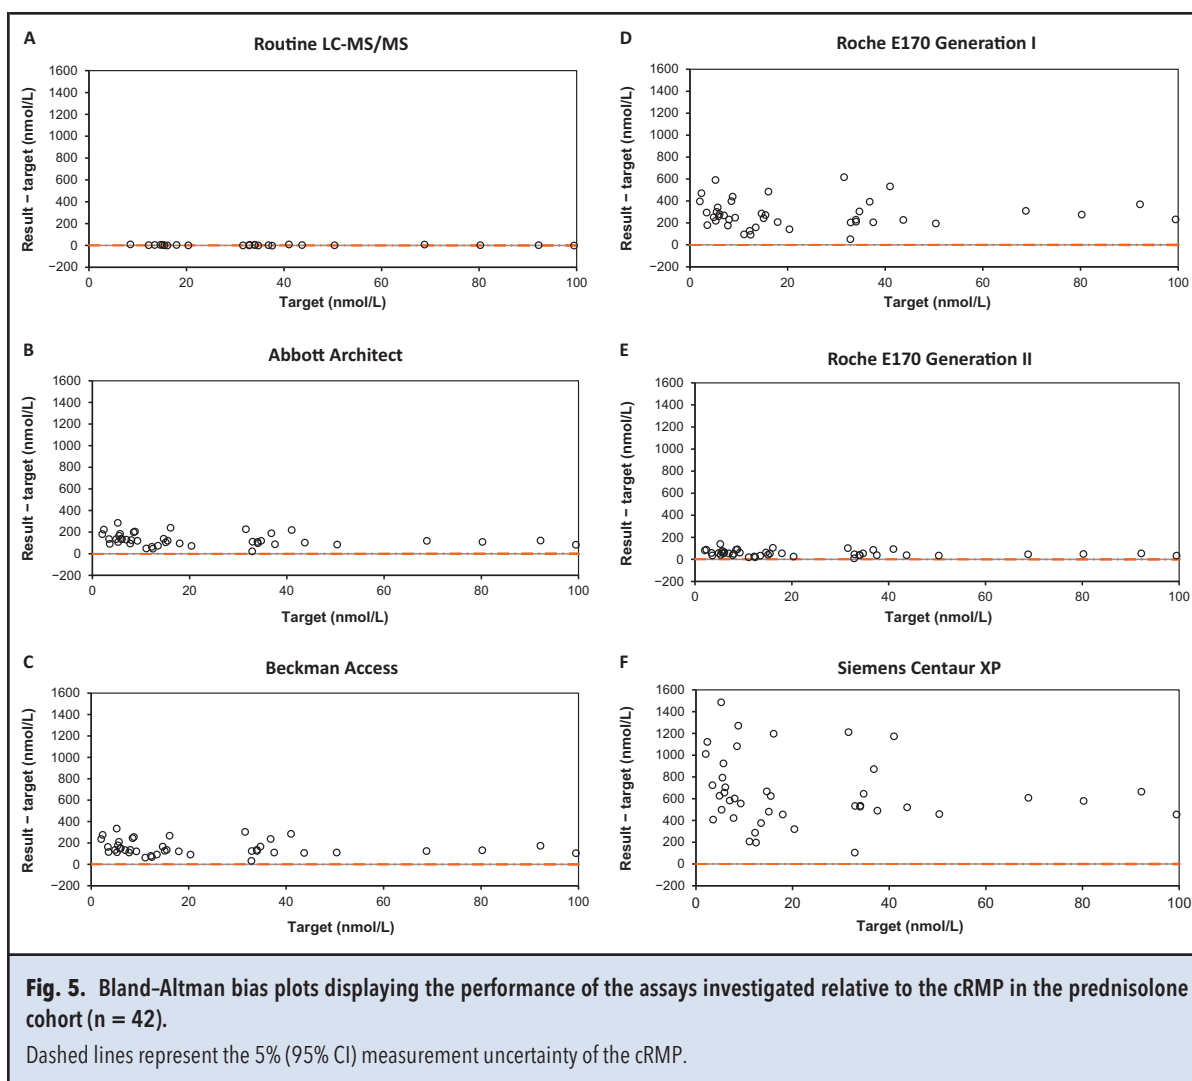 A
Routine LC-MS/MS
Result − target (nmol/L)
1600
1400
1200
1000
800
600
400
200
0
−200
0 20 40 60 80 100
Target (nmol/L)
B
Abbott Architect
Result − target (nmol/L)
1600
1400
1200
1000
800
600
400
200
0
−200
0 20 40 60 80 100
Target (nmol/L)
C
Beckman Access
Result − target (nmol/L)
1600
1400
1200
1000
800
600
400
200
0
−200
0 20 40 60 80 100
Target (nmol/L)
D
Roche E170 Generation I
Result − target (nmol/L)
1600
1400
1200
1000
800
600
400
200
0
−200
0 20 40 60 80 100
Target (nmol/L)
E
Roche E170 Generation II
Result − target (nmol/L)
1600
1400
1200
1000
800
600
400
200
0
−200
0 20 40 60 80 100
Target (nmol/L)
F
Siemens Centaur XP
Result − target (nmol/L)
1600
1400
1200
1000
800
600
400
200
0
−200
0 20 40 60 80 100
Target (nmol/L)
Fig. 5. Bland–Altman bias plots displaying the performance of the assays investigated relative to the cRMP in the prednisolone
cohort (n = 42).
Dashed lines represent the 5% (95% CI) measurement uncertainty of the cRMP.